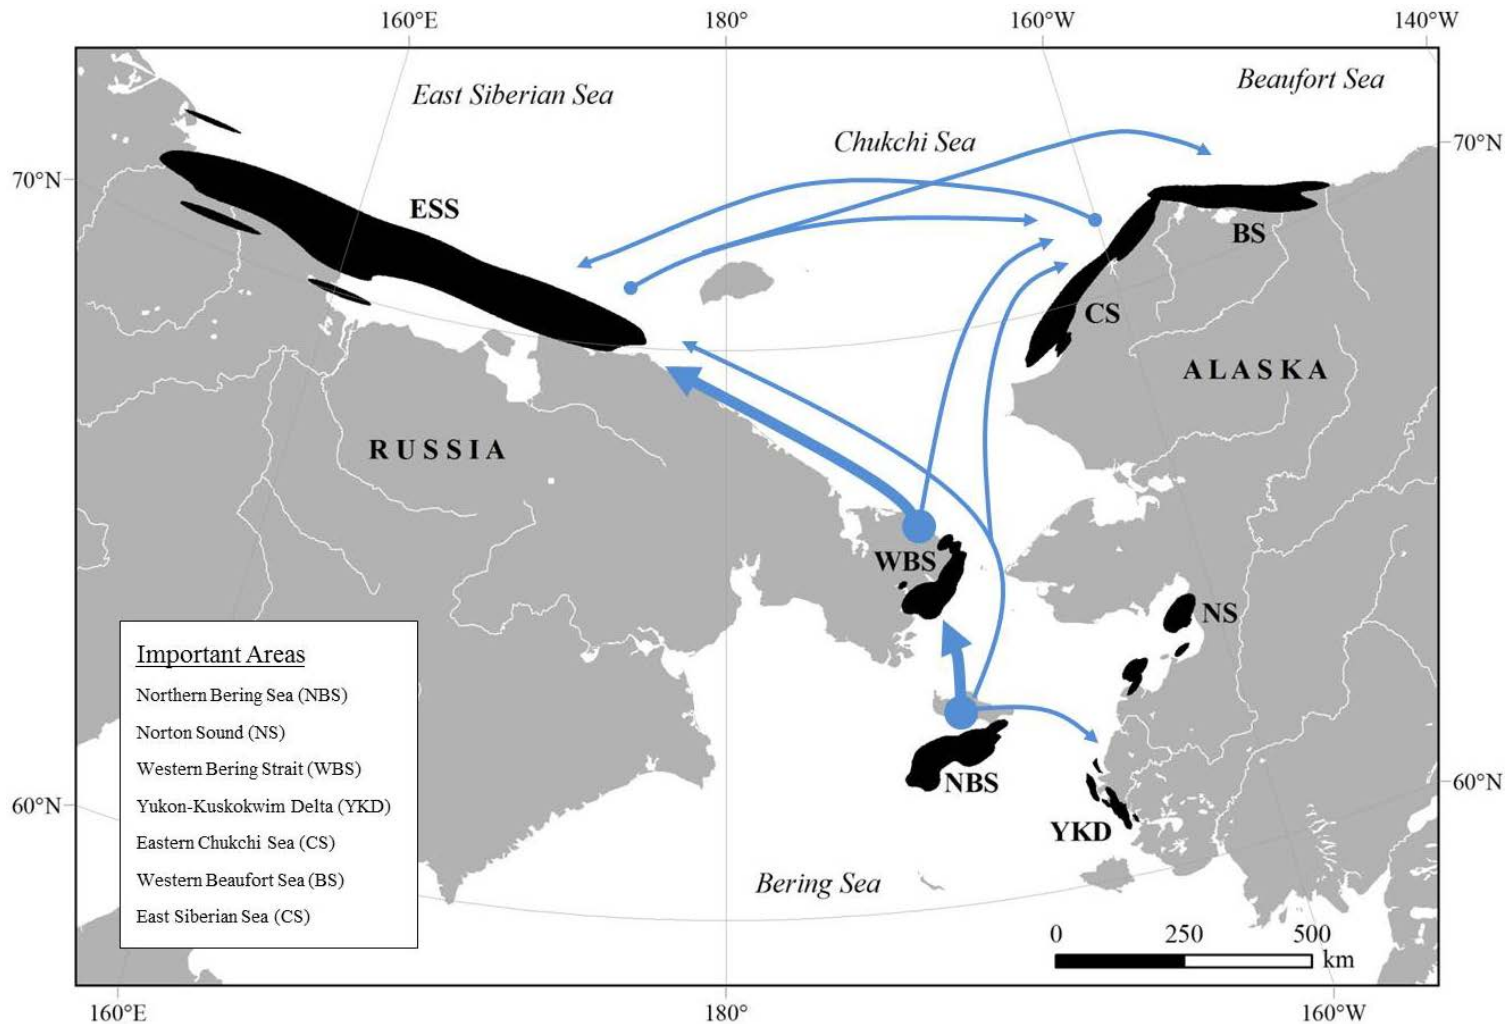 160°E
180°
160°W
140°W
East Siberian Sea
Beaufort Sea
Chukchi Sea
70°N
70°N
ESS
BS
CS
ALASKA
RUSSIA
WBS
NS
Important Areas
Northern Bering Sea (NBS)
Norton Sound (NS)
Western Bering Strait (WBS)
Yukon-Kuskokwim Delta (YKD)
Eastern Chukchi Sea (CS)
Western Beaufort Sea (BS)
East Siberian Sea (CS)
NBS
60°N
60°N
YKD
Bering Sea
0 250 500
km
160°E
180°
160°W